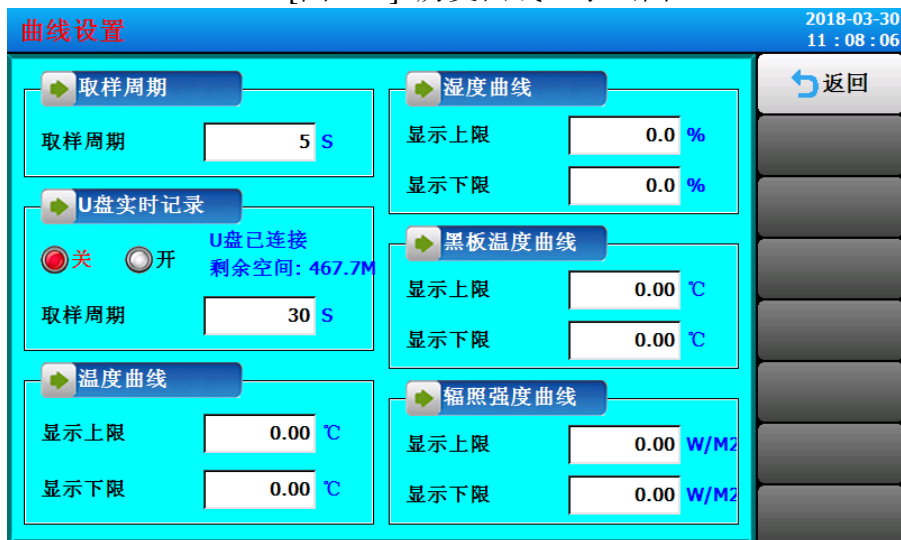 曲线设置
2018-03-30
11 : 08 : 06
返回
取样周期
取样周期 5 S
U盘实时记录
关 开
U盘已连接
剩余空间: 467.7M
取样周期 30 S
温度曲线
显示上限 0.00 ℃
显示下限 0.00 ℃
湿度曲线
显示上限 0.0 %
显示下限 0.0 %
黑板温度曲线
显示上限 0.00 ℃
显示下限 0.00 ℃
辐照强度曲线
显示上限 0.00 W/M2
显示下限 0.00 W/M2